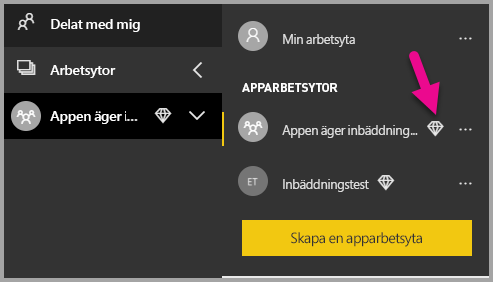 Delat med mig
Arbetsytor
Appen äger i...
Min arbetsyta
APPARBETSYTOR
Appen äger inbäddning...
ET
Inbäddningstest
Skapa en apparbetsyta